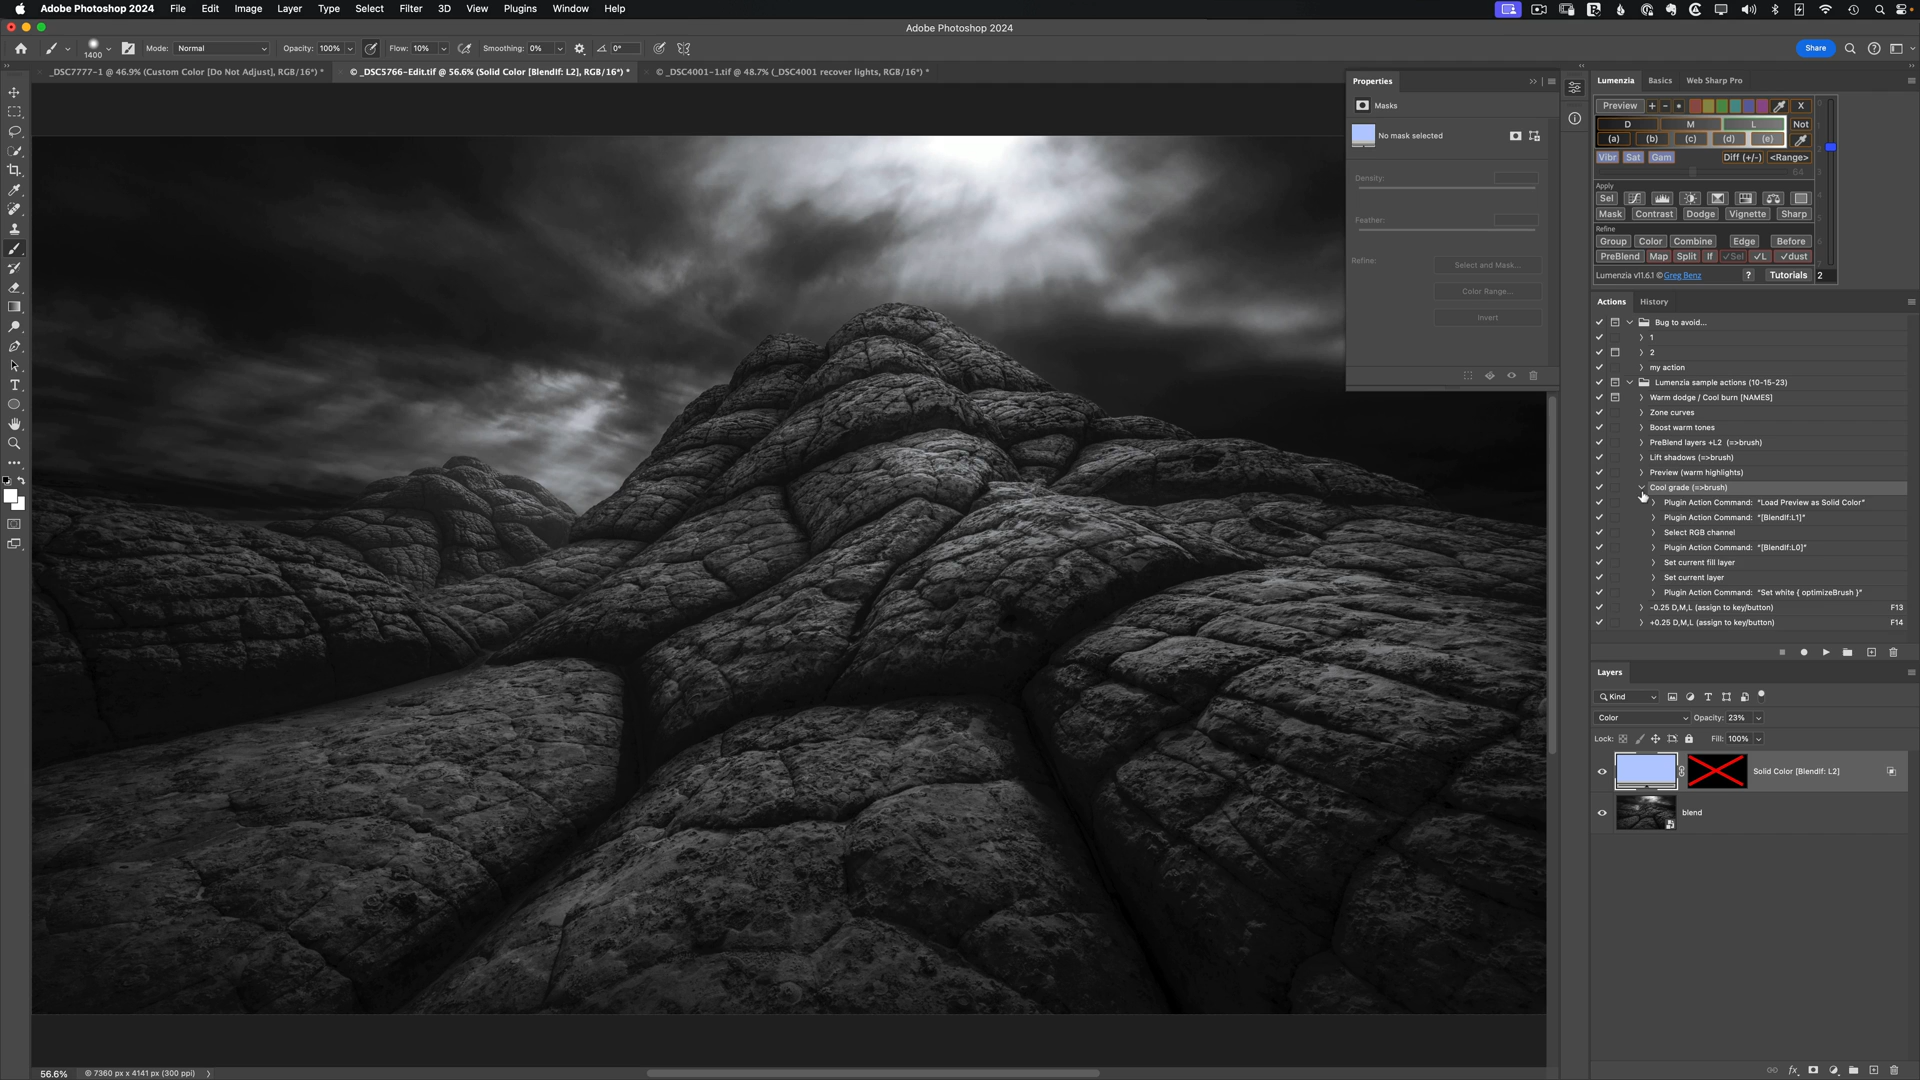 Adobe Photoshop 2024 File Edit Image Layer Type Select Filter 3D View Plugins Window Help
Adobe Photoshop 2024
1400 Mode: Normal Opacity: 100% Flow: 10% Smoothing: 0% 0° Share
_DSC7777-1 @ 46.9% (Custom Color [Do Not Adjust], RGB/16*) *
© _DSC5766-Edit.tif @ 56.6% (Solid Color [BlendIf: L2], RGB/16*) *
© _DSC4001-1.tif @ 48.7% (_DSC4001 recover lights, RGB/16*) *
Properties
Masks
No mask selected
Density:
Feather:
Refine: Select and Mask...
Color Range...
Invert
Lumenzia Basics Web Sharp Pro
Preview + - X
D M L Not
(a) (b) (c) (d) (e)
Vibr Sat Gam Diff (+/-) <Range>
64
Apply
Sel
Mask Contrast Dodge Vignette Sharp
Refine
Group Color Combine Edge Before
PreBlend Map Split If ✓Sel ✓L ✓dust
Lumenzia v11.6.1 © Greg Benz ? Tutorials 2
Actions History
Bug to avoid...
1
2
my action
Lumenzia sample actions (10-15-23)
Warm dodge / Cool burn [NAMES]
Zone curves
Boost warm tones
PreBlend layers +L2 (=>brush)
Lift shadows (=>brush)
Preview (warm highlights)
Cool grade (=>brush)
Plugin Action Command: "Load Preview as Solid Color"
Plugin Action Command: "[BlendIf:L1]"
Select RGB channel
Plugin Action Command: "[BlendIf:L0]"
Set current fill layer
Set current layer
Plugin Action Command: "Set white { optimizeBrush }"
-0.25 D,M,L (assign to key/button) F13
+0.25 D,M,L (assign to key/button) F14
Layers
Kind
Color Opacity: 23%
Lock: Fill: 100%
Solid Color [BlendIf: L2]
blend
56.6% © 7360 px x 4141 px (300 ppi)